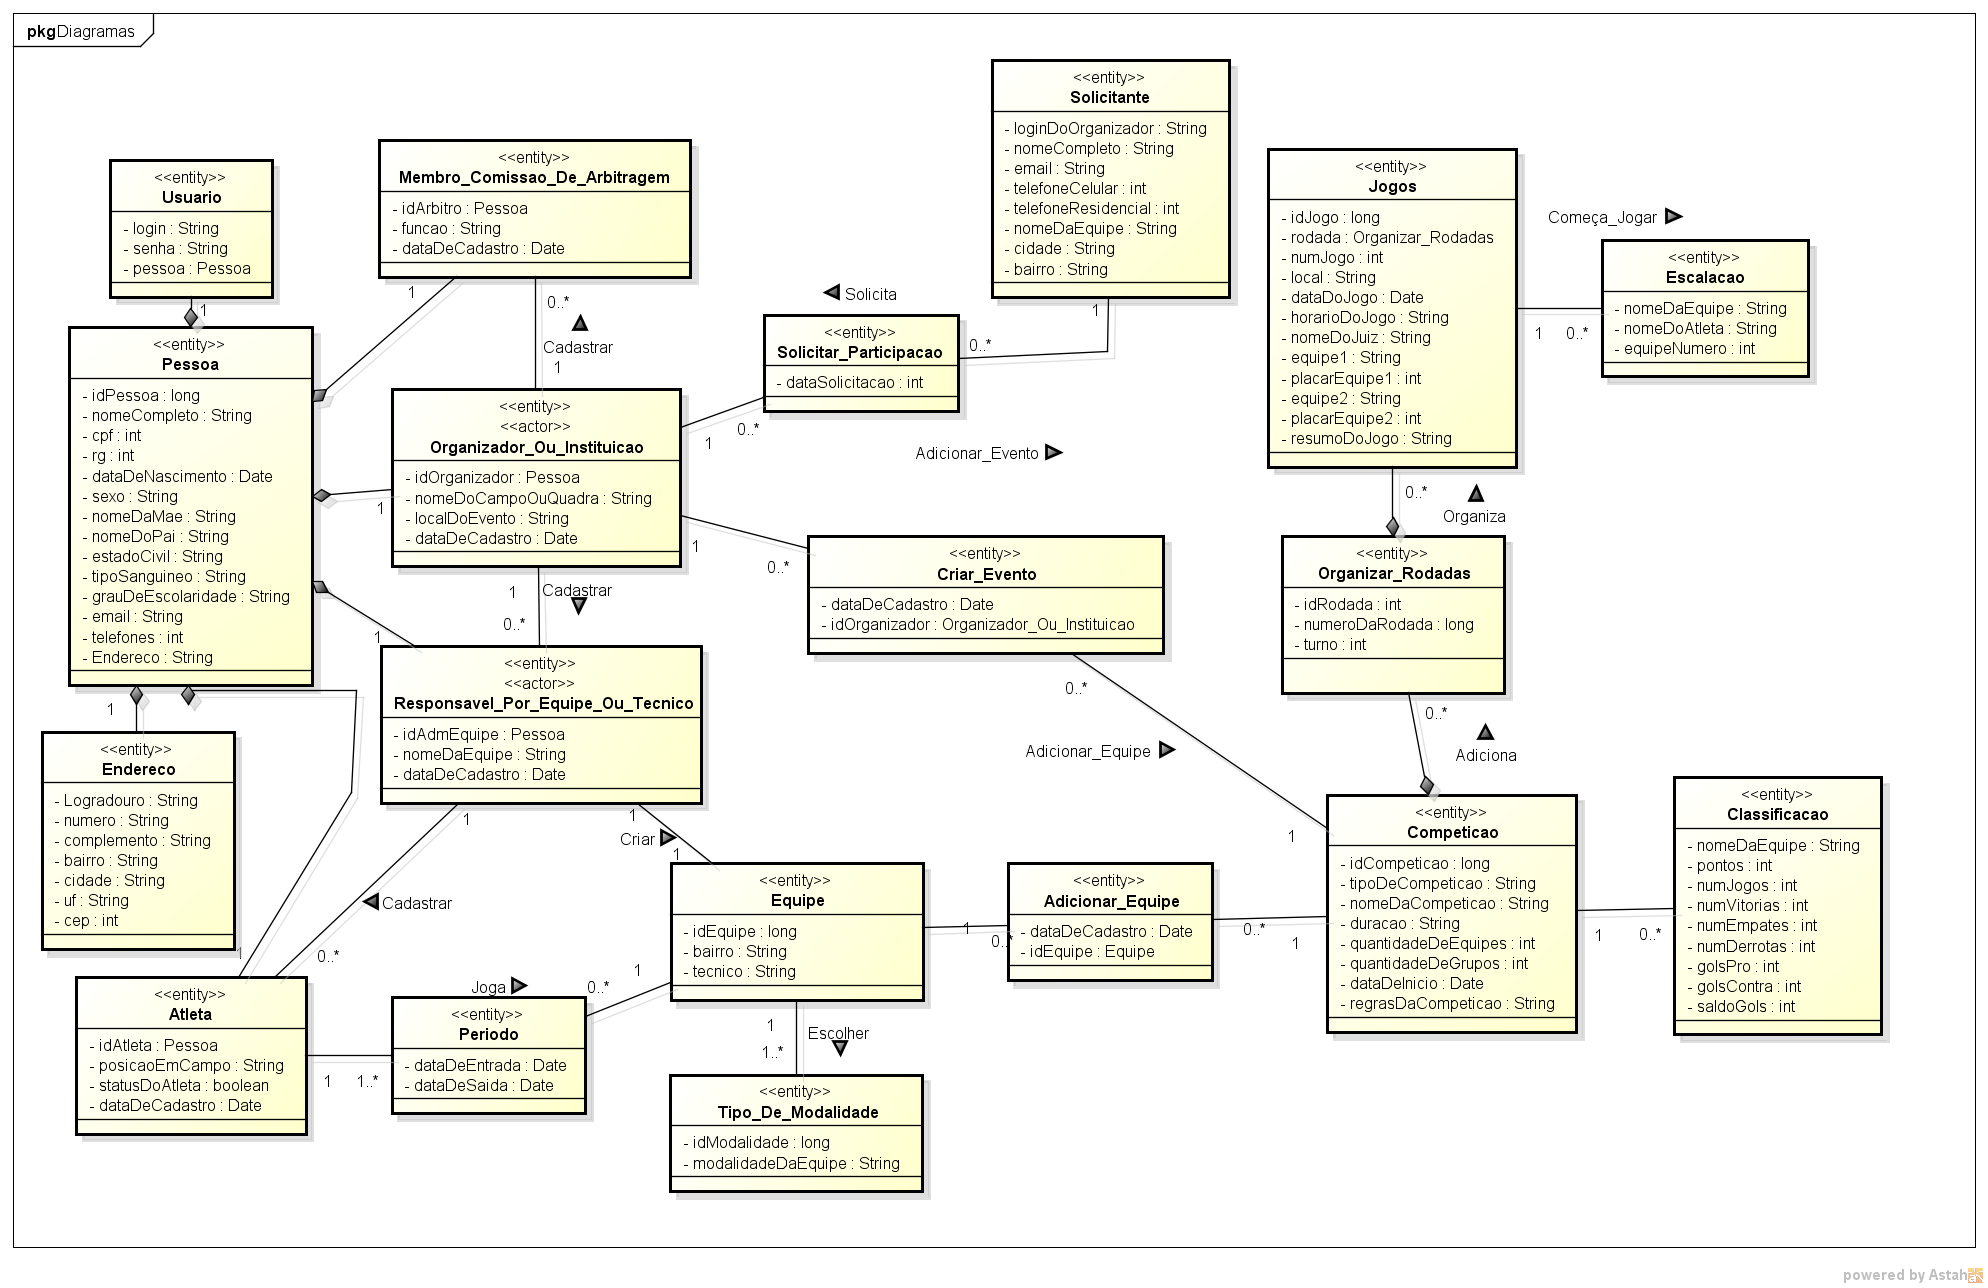 pkg Diagramas
<<entity>>
Usuario
- login : String
- senha : String
- pessoa : Pessoa
1
<<entity>>
Membro_Comissao_De_Arbitragem
- idArbitro : Pessoa
- funcao : String
- dataDeCadastro : Date
1
0..*
Cadastrar
1
<<entity>>
Solicitante
- loginDoOrganizador : String
- nomeCompleto : String
- email : String
- telefoneCelular : int
- telefoneResidencial : int
- nomeDaEquipe : String
- cidade : String
- bairro : String
1
Solicita
<<entity>>
Solicitar_Participacao
- dataSolicitacao : int
0..*
1
0..*
<<entity>>
Jogos
- idJogo : long
- rodada : Organizar_Rodadas
- numJogo : int
- local : String
- dataDoJogo : Date
- horarioDoJogo : String
- nomeDoJuiz : String
- equipe1 : String
- placarEquipe1 : int
- equipe2 : String
- placarEquipe2 : int
- resumoDoJogo : String
Começa_Jogar
<<entity>>
Escalacao
- nomeDaEquipe : String
- nomeDoAtleta : String
- equipeNumero : int
1
0..*
<<entity>>
Pessoa
- idPessoa : long
- nomeCompleto : String
- cpf : int
- rg : int
- dataDeNascimento : Date
- sexo : String
- nomeDaMae : String
- nomeDoPai : String
- estadoCivil : String
- tipoSanguineo : String
- grauDeEscolaridade : String
- email : String
- telefones : int
- Endereco : String
<<entity>>
<<actor>>
Organizador_Ou_Instituicao
- idOrganizador : Pessoa
- nomeDoCampoOuQuadra : String
- localDoEvento : String
- dataDeCadastro : Date
1
1
Cadastrar
0..*
Adicionar_Evento
1
0..*
<<entity>>
Criar_Evento
- dataDeCadastro : Date
- idOrganizador : Organizador_Ou_Instituicao
0..*
Adicionar_Equipe
1
0..*
Organiza
<<entity>>
Organizar_Rodadas
- idRodada : int
- numeroDaRodada : long
- turno : int
0..*
Adiciona
1
<<entity>>
<<actor>>
Responsavel_Por_Equipe_Ou_Tecnico
- idAdmEquipe : Pessoa
- nomeDaEquipe : String
- dataDeCadastro : Date
1
1
Criar
1
Cadastrar
0..*
1
<<entity>>
Endereco
- Logradouro : String
- numero : String
- complemento : String
- bairro : String
- cidade : String
- uf : String
- cep : int
1
<<entity>>
Equipe
- idEquipe : long
- bairro : String
- tecnico : String
1
0..*
<<entity>>
Adicionar_Equipe
- dataDeCadastro : Date
- idEquipe : Equipe
0..*
1
<<entity>>
Competicao
- idCompeticao : long
- tipoDeCompeticao : String
- nomeDaCompeticao : String
- duracao : String
- quantidadeDeEquipes : int
- quantidadeDeGrupos : int
- dataDeInicio : Date
- regrasDaCompeticao : String
1
0..*
<<entity>>
Classificacao
- nomeDaEquipe : String
- pontos : int
- numJogos : int
- numVitorias : int
- numEmpates : int
- numDerrotas : int
- golsPro : int
- golsContra : int
- saldoGols : int
<<entity>>
Atleta
- idAtleta : Pessoa
- posicaoEmCampo : String
- statusDoAtleta : boolean
- dataDeCadastro : Date
1
1..*
Joga
0..*
1
<<entity>>
Periodo
- dataDeEntrada : Date
- dataDeSaida : Date
1
Escolher
1..*
<<entity>>
Tipo_De_Modalidade
- idModalidade : long
- modalidadeDaEquipe : String
powered by Astah